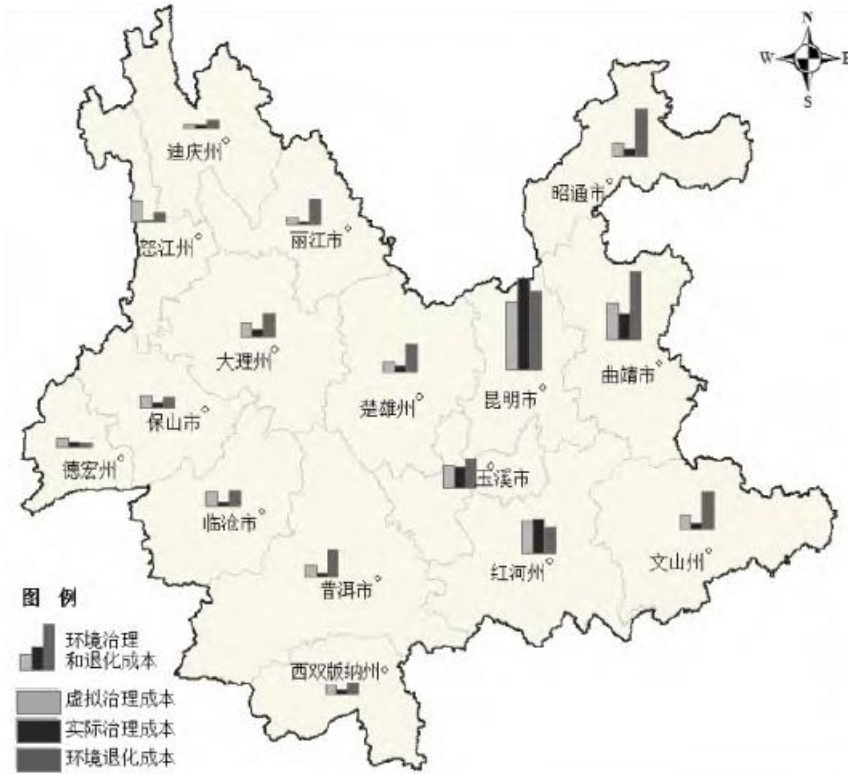 N
W
E
S
迪庆州
昭通市
怒江州
丽江市
大理州
楚雄州
昆明市
曲靖市
保山市
德宏州
玉溪市
临沧市
普洱市
红河州
文山州
西双版纳州
图 例
环境治理
和退化成本
虚拟治理成本
实际治理成本
环境退化成本